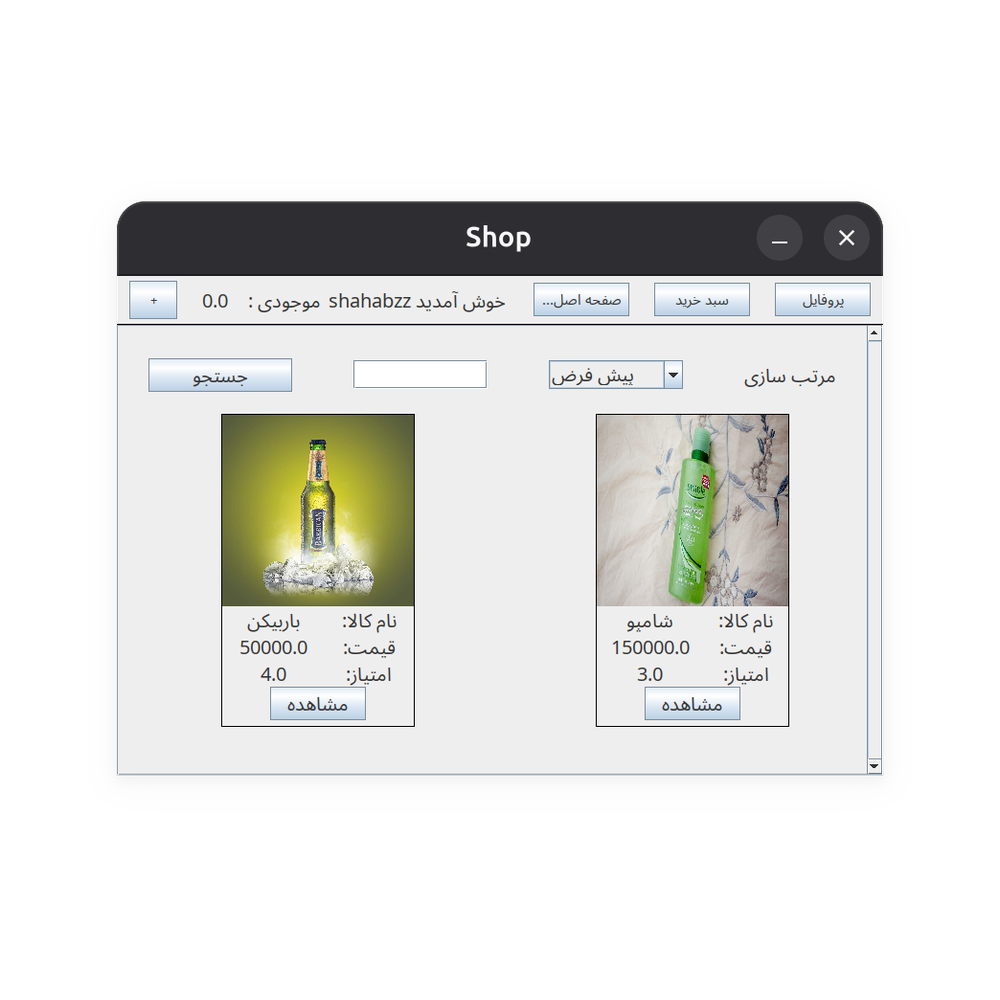 Shop
پروفایل
سبد خرید
صفحه اصل...
خوش آمدید shahabzz موجودی : 0.0
+
مرتب سازی
پیش فرض
جستجو
نام کالا: شامپو
قیمت: 150000.0
امتیاز: 3.0
مشاهده
BARBICAN
نام کالا: باربیکن
قیمت: 50000.0
امتیاز: 4.0
مشاهده